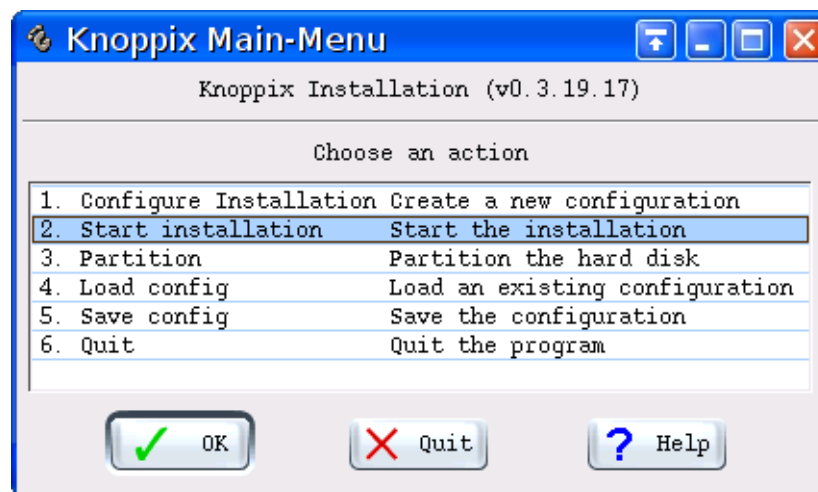 Knoppix Main-Menu
Knoppix Installation (v0.3.19.17)
Choose an action
1. Configure Installation Create a new configuration
2. Start installation Start the installation
3. Partition Partition the hard disk
4. Load config Load an existing configuration
5. Save config Save the configuration
6. Quit Quit the program
OK Quit Help